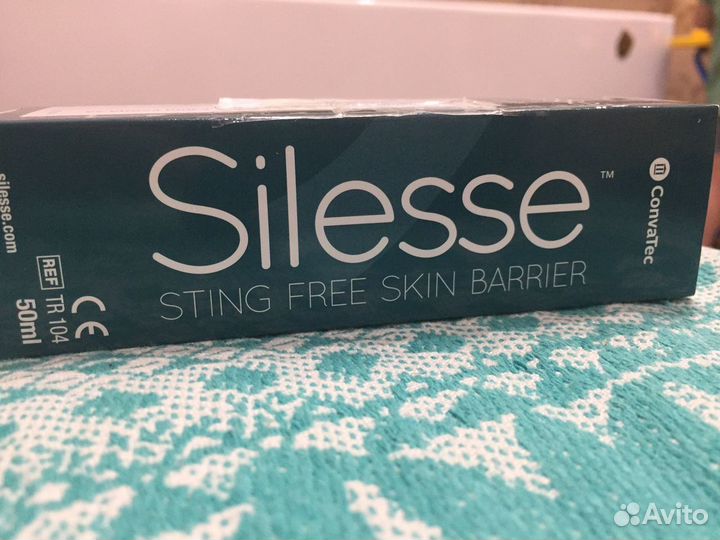 Silesse™
STING FREE SKIN BARRIER
ConvaTec
silesse.com
REF TR 104
50ml
CE
Avito